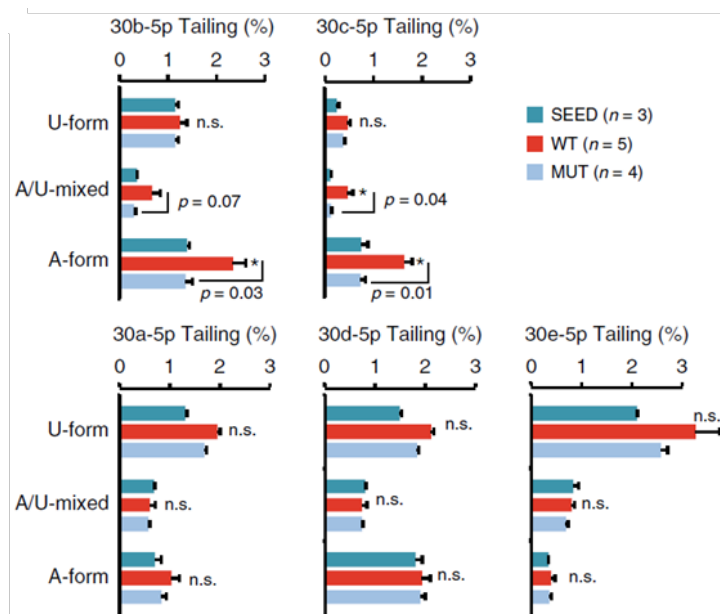 30b-5p Tailing (%)
30c-5p Tailing (%)
0 1 2 3
0 1 2 3
U-form
n.s.
n.s.
SEED (n = 3)
WT (n = 5)
MUT (n = 4)
A/U-mixed
p = 0.07
*
p = 0.04
A-form
*
p = 0.03
*
p = 0.01
30a-5p Tailing (%)
30d-5p Tailing (%)
30e-5p Tailing (%)
0 1 2 3
0 1 2 3
0 1 2 3
U-form
n.s.
n.s.
n.s.
A/U-mixed
n.s.
n.s.
n.s.
A-form
n.s.
n.s.
n.s.